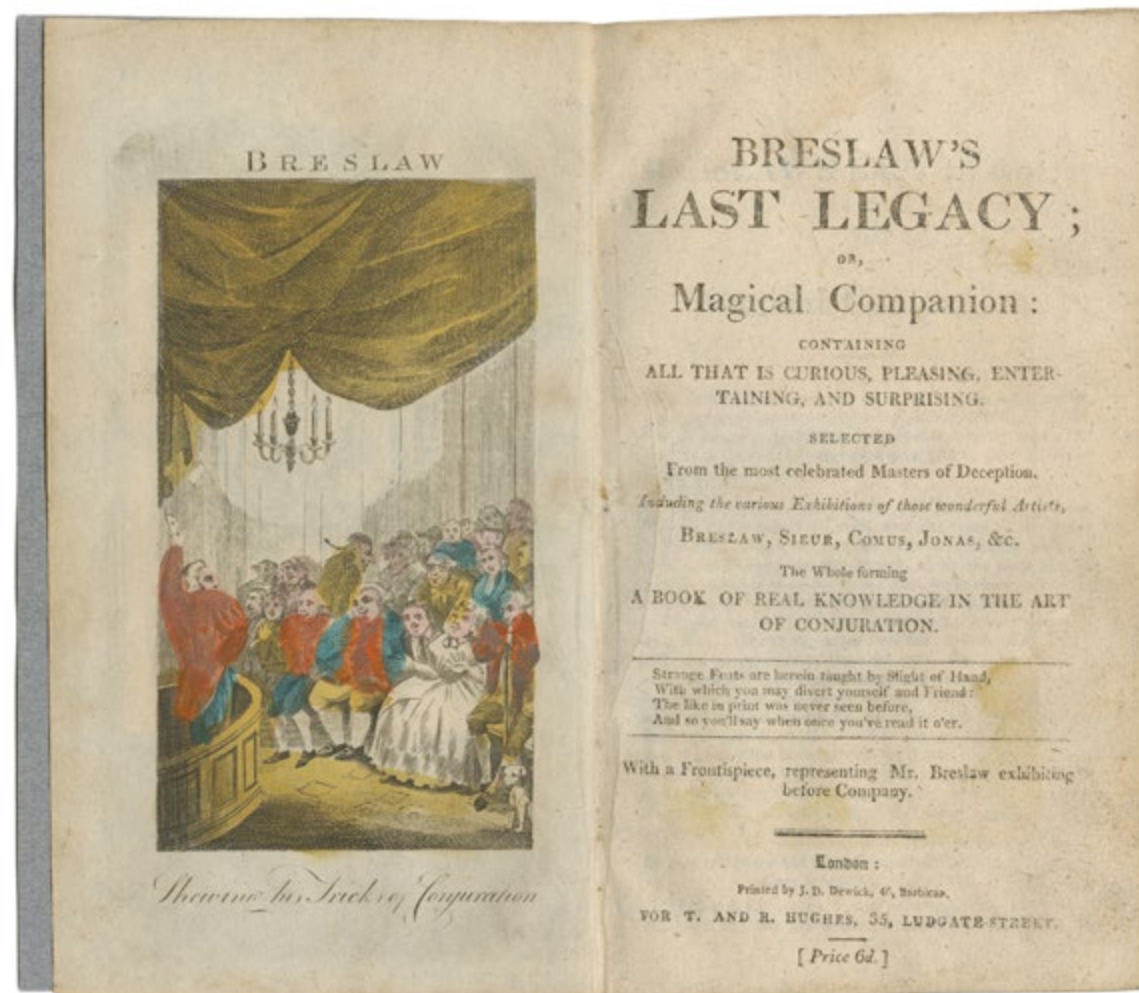 BRESLAW
Shewing his Tricks of Conjuration
BRESLAW'S
LAST LEGACY;
OR,
Magical Companion:
CONTAINING
ALL THAT IS CURIOUS, PLEASING, ENTER-
TAINING, AND SURPRISING.
SELECTED
From the most celebrated Masters of Deception.
Including the various Exhibitions of those wonderful Artists,
BRESLAW, SIEUR, COMUS, JONAS, &c.
The Whole forming
A BOOK OF REAL KNOWLEDGE IN THE ART
OF CONJURATION.
Strange Feats are herein taught by Slight of Hand,
With which you may divert yourself and Friend:
The like in print was never seen before,
And so you'll say when once you've read it o'er.
With a Frontispiece, representing Mr. Breslaw exhibiting
before Company.
London:
Printed by J. D. Dewick, Barbican,
FOR T. AND R. HUGHES, 35, LUDGATE-STREET.
[Price 6d.]